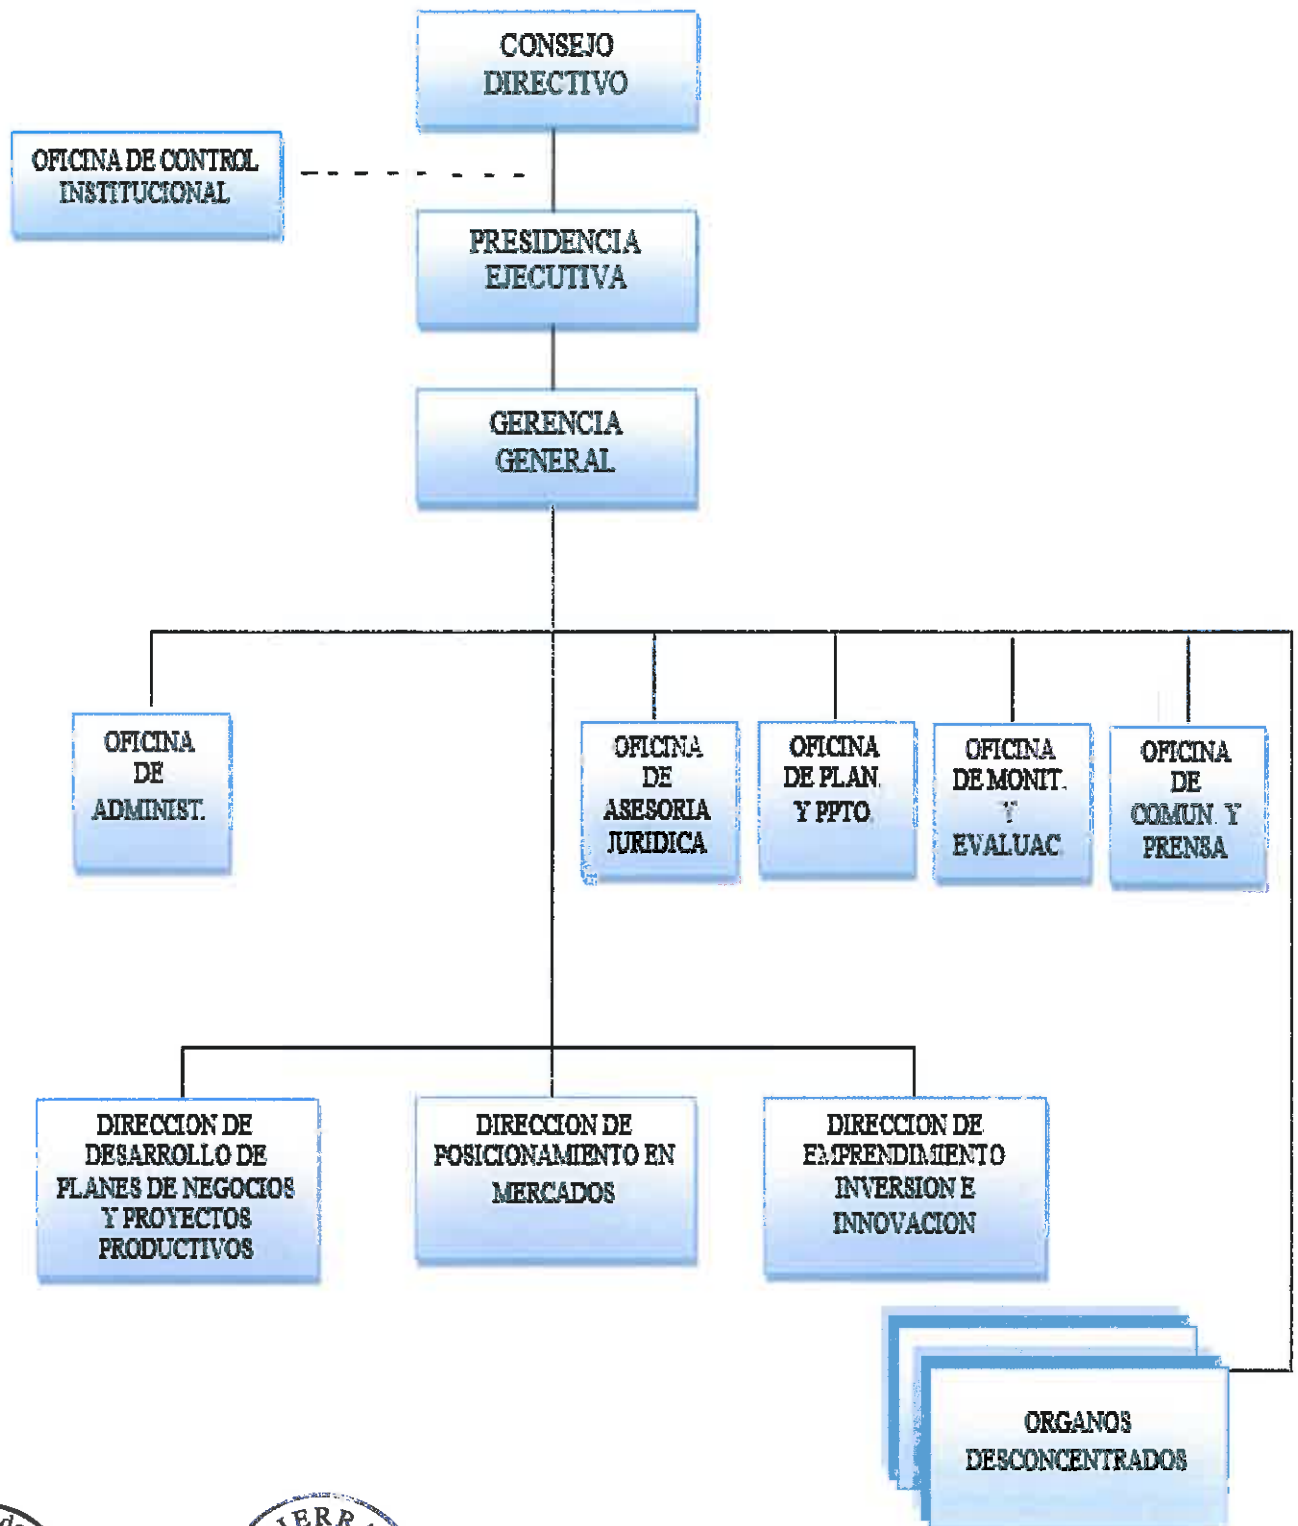 CONSEJO
DIRECTIVO
OFICINA DE CONTROL
INSTITUCIONAL
PRESIDENCIA
EJECUTIVA
GERENCIA
GENERAL
OFICINA
DE
ADMINIST.
OFICINA
DE
ASESORIA
JURIDICA
OFICINA
DE PLAN.
Y PPTO.
OFICINA
DE MONIT.
Y
EVALUAC
OFICINA
DE
COMUN. Y
PRENSA
DIRECCION DE
DESARROLLO DE
PLANES DE NEGOCIOS
Y PROYECTOS
PRODUCTIVOS
DIRECCION DE
POSICIONAMIENTO EN
MERCADOS
DIRECCION DE
EMPRENDIMIENTO
INVERSION E
INNOVACION
ORGANOS
DESCONCENTRADOS